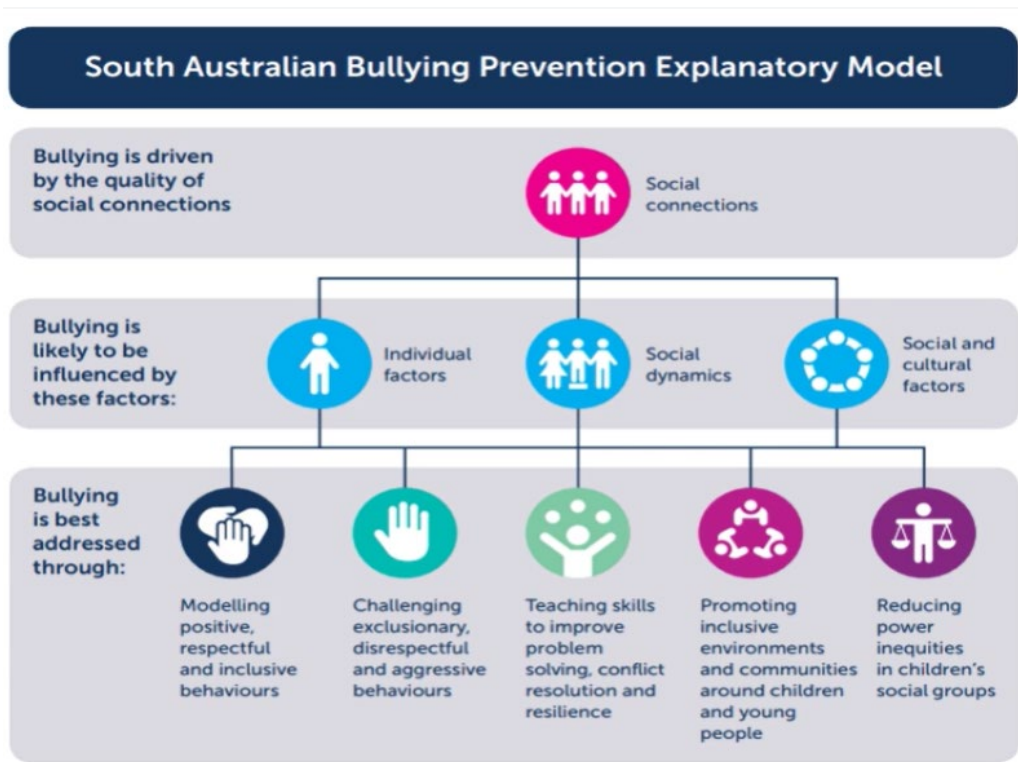 South Australian Bullying Prevention Explanatory Model
Bullying is driven
by the quality of
social connections
Social
connections
Bullying is
likely to be
influenced by
these factors:
Individual
factors
Social
dynamics
Social and
cultural
factors
Bullying
is best
addressed
through:
Modelling
positive,
respectful
and inclusive
behaviours
Challenging
exclusionary,
disrespectful
and aggressive
behaviours
Teaching skills
to improve
problem
solving, conflict
resolution and
resilience
Promoting
inclusive
environments
and communities
around children
and young
people
Reducing
power
inequities
in children's
social groups